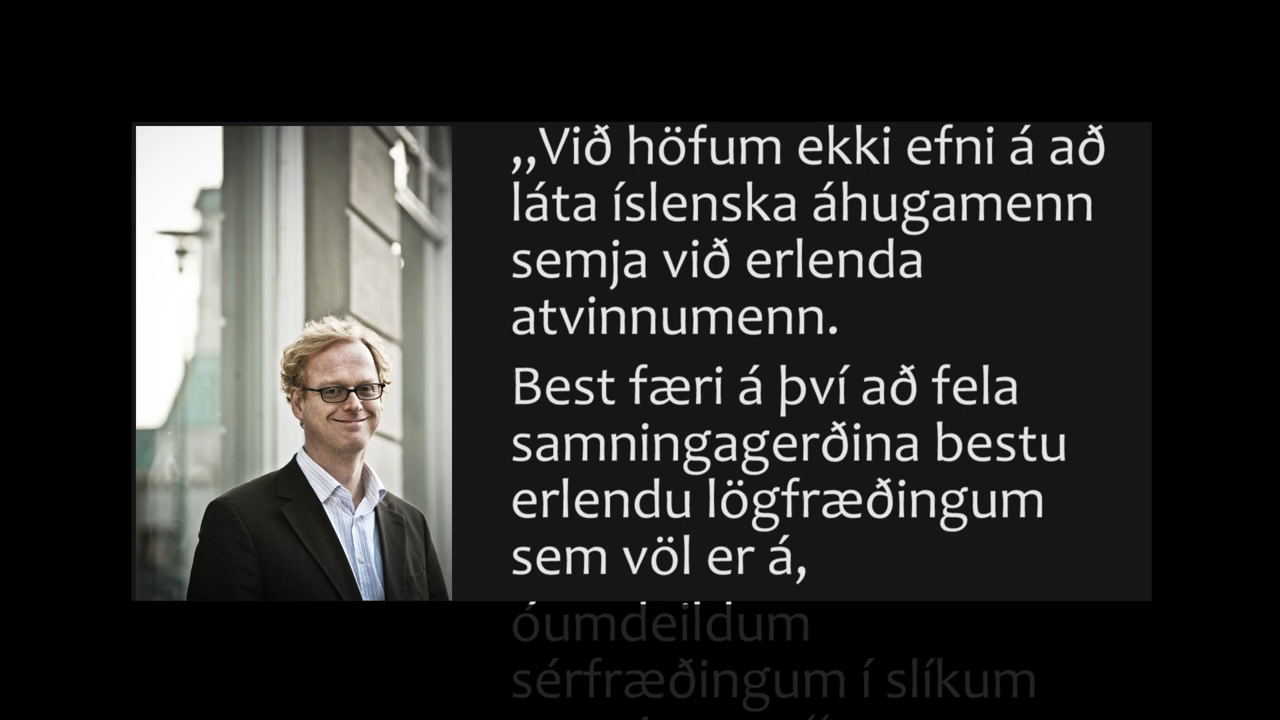 „Við höfum ekki efni á að
láta íslenska áhugamenn
semja við erlenda
atvinnumenn.
Best færi á því að fela
samningagerðina bestu
erlendu lögfræðingum
sem völ er á,
óumdeildum
sérfræðingum í slíkum